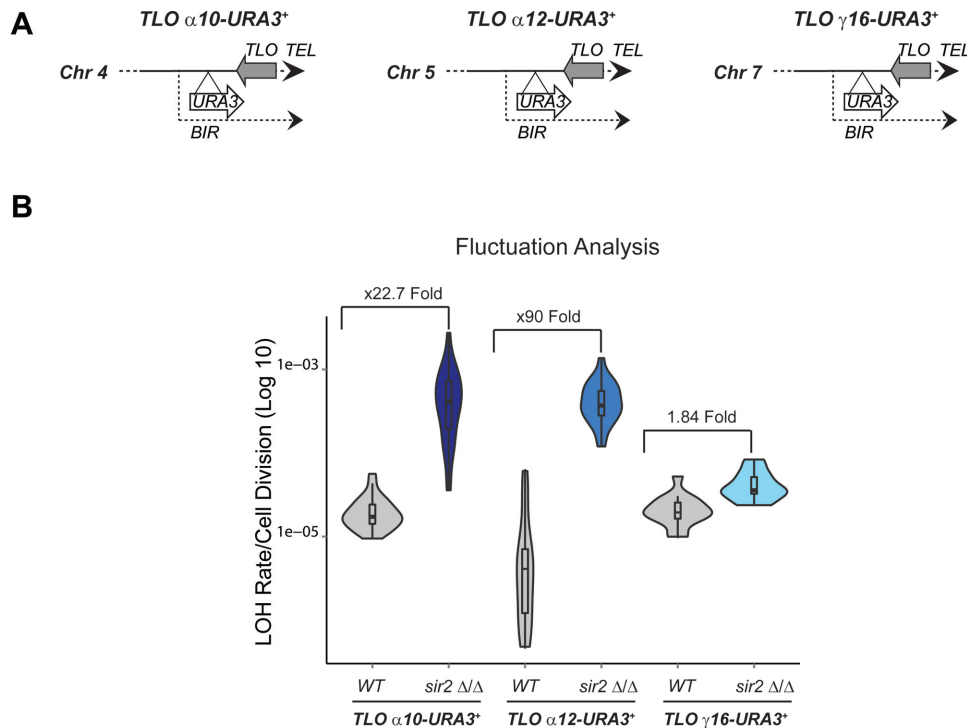 A
TLO α10-URA3+
TLO α12-URA3+
TLO γ16-URA3+
TLO TEL
Chr 4
URA3
BIR
TLO TEL
Chr 5
URA3
BIR
TLO TEL
Chr 7
URA3
BIR
B
Fluctuation Analysis
x22.7 Fold
x90 Fold
1.84 Fold
LOH Rate/Cell Division (Log 10)
1e−03
1e−05
WT sir2 Δ/Δ WT sir2 Δ/Δ WT sir2 Δ/Δ
TLO α10-URA3+ TLO α12-URA3+ TLO γ16-URA3+